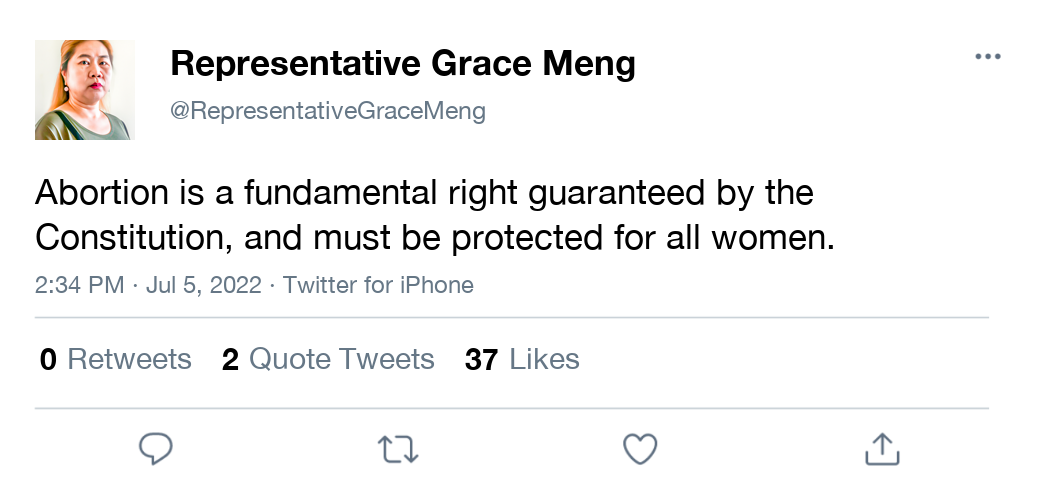 Representative Grace Meng
@RepresentativeGraceMeng
Abortion is a fundamental right guaranteed by the
Constitution, and must be protected for all women.
2:34 PM · Jul 5, 2022 · Twitter for iPhone
0 Retweets 2 Quote Tweets 37 Likes